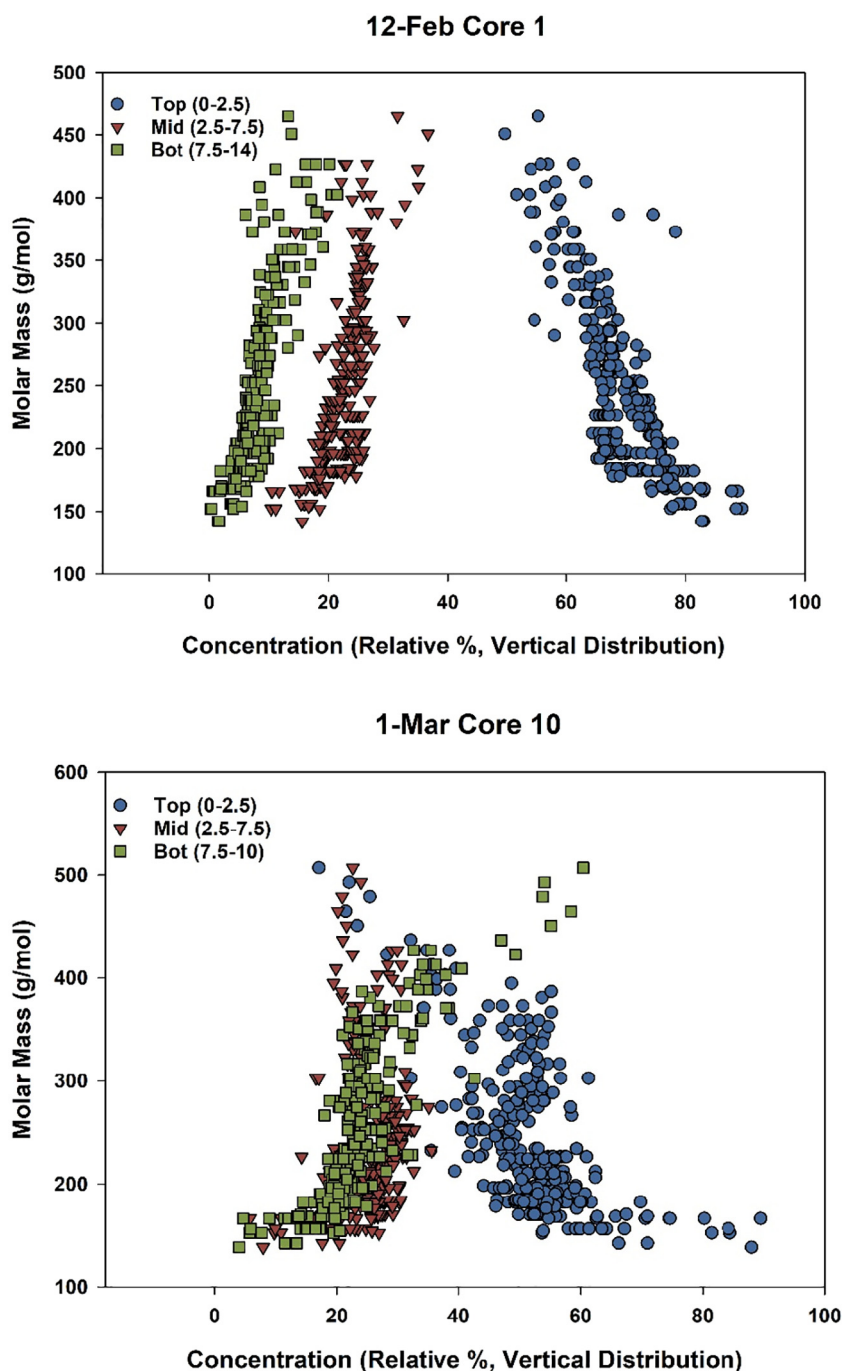 12-Feb Core 1
500
450
400
350
300
250
200
150
100
Molar Mass (g/mol)
Top (0-2.5)
Mid (2.5-7.5)
Bot (7.5-14)
0 20 40 60 80 100
Concentration (Relative %, Vertical Distribution)
1-Mar Core 10
600
500
400
300
200
100
Molar Mass (g/mol)
Top (0-2.5)
Mid (2.5-7.5)
Bot (7.5-10)
0 20 40 60 80 100
Concentration (Relative %, Vertical Distribution)